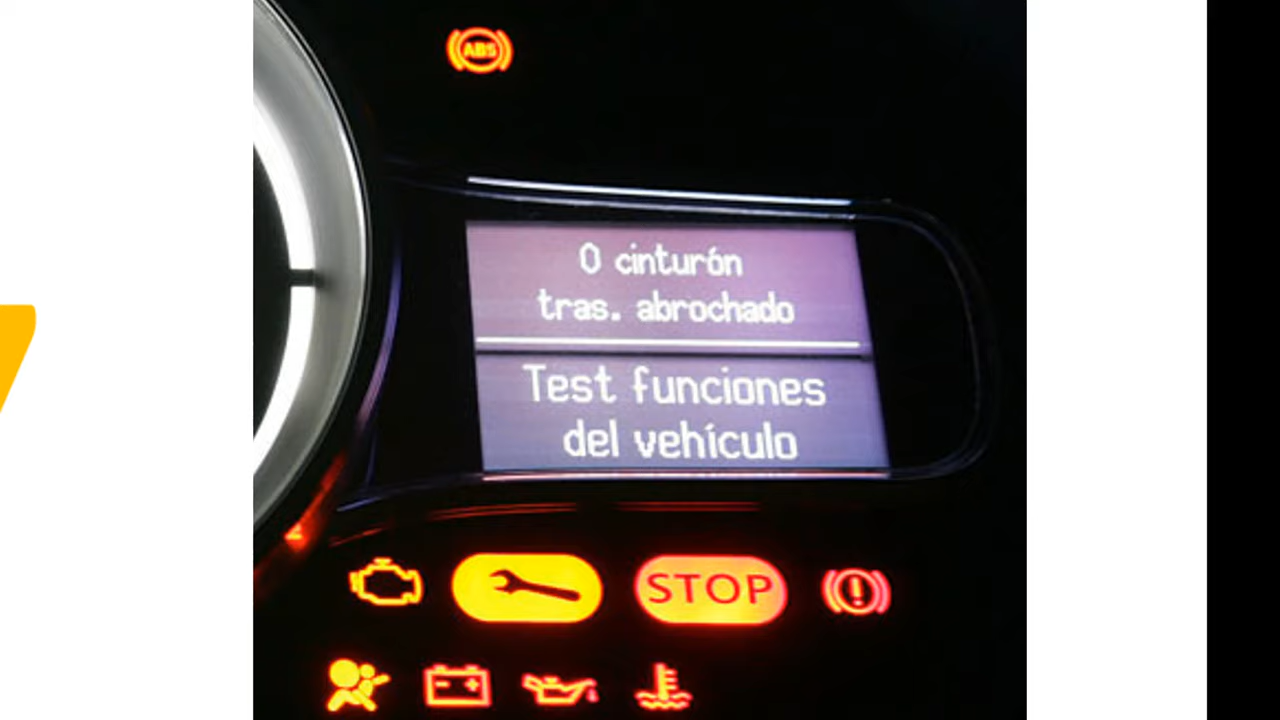 ABS
0 cinturón
tras. abrochado
Test funciones
del vehículo
STOP